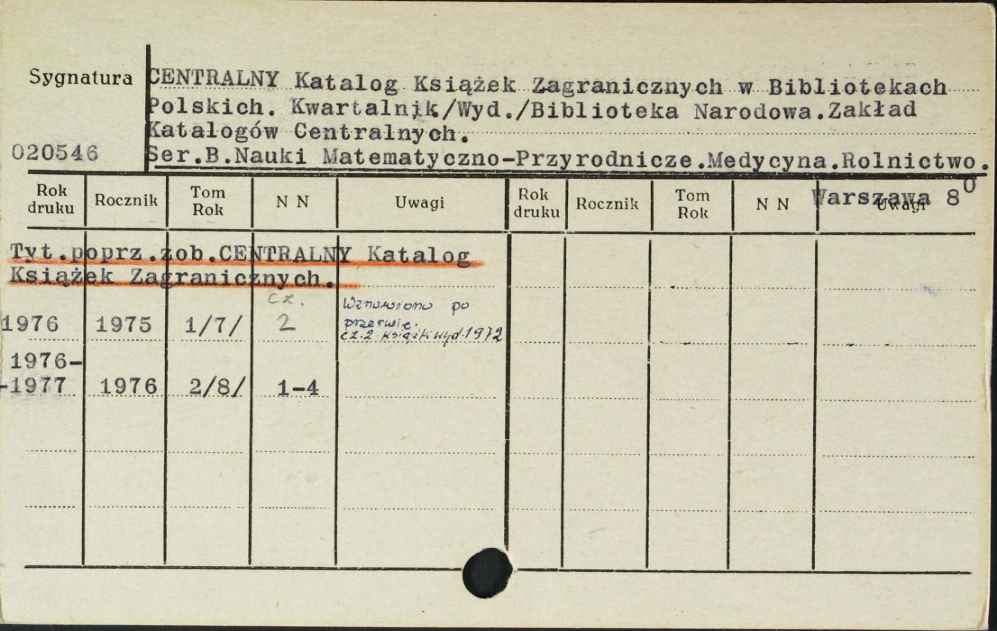 Sygnatura CENTRALNY Katalog Książek Zagranicznych w Bibliotekach
Polskich. Kwartalnik/Wyd./Biblioteka Narodowa.Zakład
Katalogów Centralnych.
020546 Ser.B.Nauki Matematyczno-Przyrodnicze.Medycyna.Rolnictwo.
Warszawa 8⁰
Rok druku Rocznik Tom Rok N N Uwagi Rok druku Rocznik Tom Rok N N Uwagi
Tyt.poprz.zob.CENTRALNY Katalog
Książek Zagranicznych.
cz.
1976 1975 1/7/ 2 Wznowiono po
przerwie.
cz.2 książki wyd.1972
1976-
-1977 1976 2/8/ 1-4